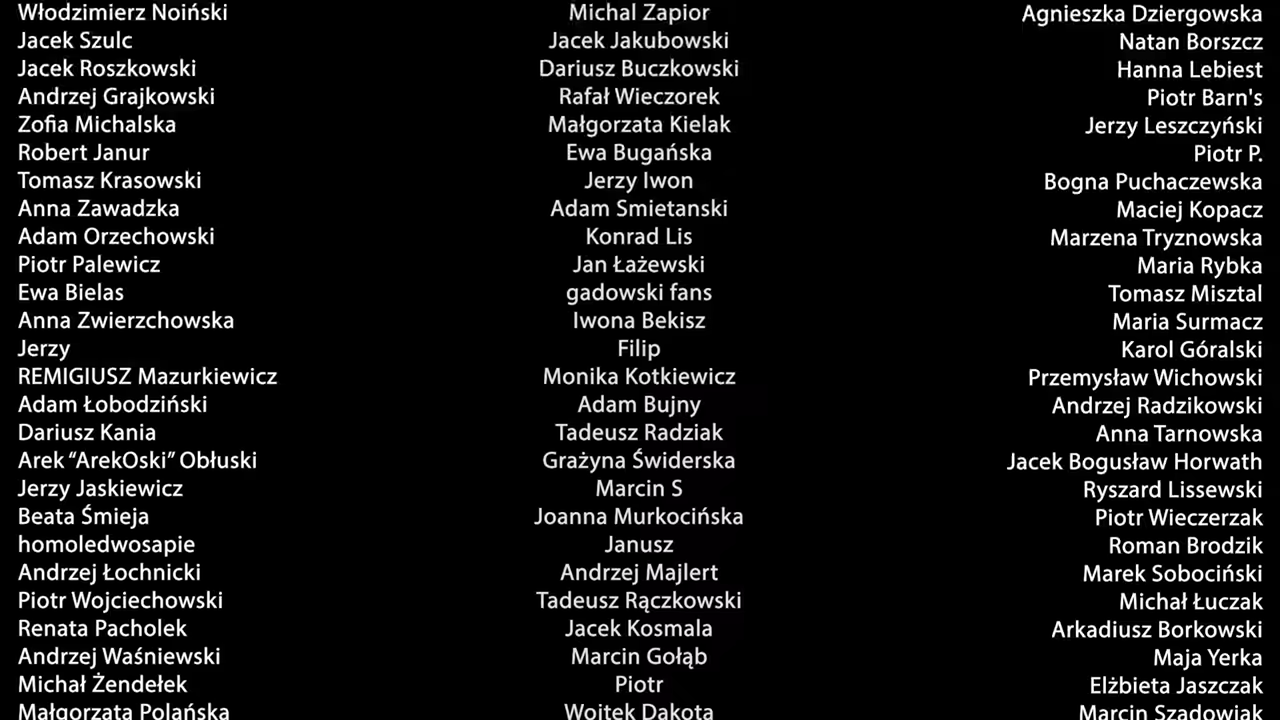 Włodzimierz Noiński
Jacek Szulc
Jacek Roszkowski
Andrzej Grajkowski
Zofia Michalska
Robert Janur
Tomasz Krasowski
Anna Zawadzka
Adam Orzechowski
Piotr Palewicz
Ewa Bielas
Anna Zwierzchowska
Jerzy
REMIGIUSZ Mazurkiewicz
Adam Łobodziński
Dariusz Kania
Arek “ArekOski” Obłuski
Jerzy Jaskiewicz
Beata Śmieja
homoledwosapie
Andrzej Łochnicki
Piotr Wojciechowski
Renata Pacholek
Andrzej Waśniewski
Michał Żendełek
Małgorzata Polańska
Michal Zapior
Jacek Jakubowski
Dariusz Buczkowski
Rafał Wieczorek
Małgorzata Kielak
Ewa Bugańska
Jerzy Iwon
Adam Smietanski
Konrad Lis
Jan Łażewski
gadowski fans
Iwona Bekisz
Filip
Monika Kotkiewicz
Adam Bujny
Tadeusz Radziak
Grażyna Świderska
Marcin S
Joanna Murkocińska
Janusz
Andrzej Majlert
Tadeusz Rączkowski
Jacek Kosmala
Marcin Gołąb
Piotr
Wojtek Dakota
Agnieszka Dziergowska
Natan Borszcz
Hanna Lebiest
Piotr Barn's
Jerzy Leszczyński
Piotr P.
Bogna Puchaczewska
Maciej Kopacz
Marzena Tryznowska
Maria Rybka
Tomasz Misztal
Maria Surmacz
Karol Góralski
Przemysław Wichowski
Andrzej Radzikowski
Anna Tarnowska
Jacek Bogusław Horwath
Ryszard Lissewski
Piotr Wieczerzak
Roman Brodzik
Marek Sobociński
Michał Łuczak
Arkadiusz Borkowski
Maja Yerka
Elżbieta Jaszczak
Marcin Szadowiak